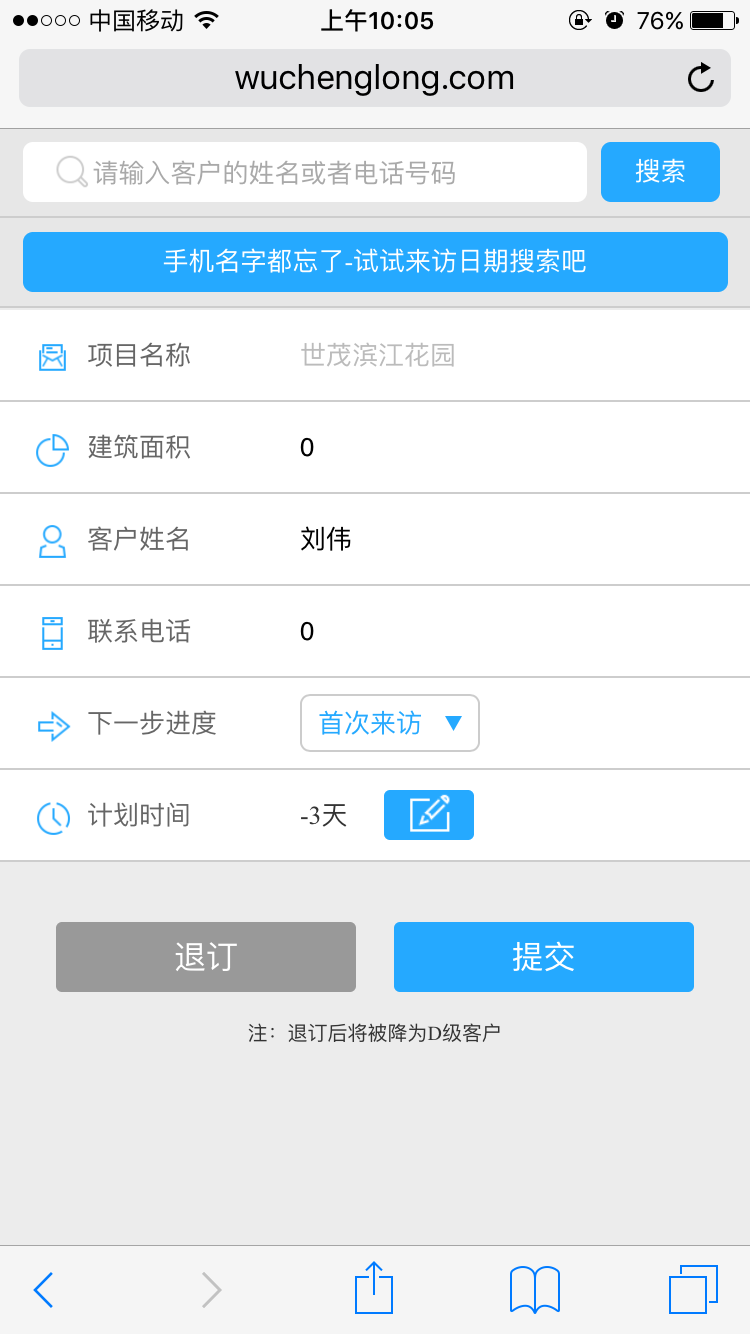 中国移动 上午10:05 76%
wuchenglong.com
请输入客户的姓名或者电话号码 搜索
手机名字都忘了-试试来访日期搜索吧
项目名称 世茂滨江花园
建筑面积 0
客户姓名 刘伟
联系电话 0
下一步进度 首次来访
计划时间 -3天
退订 提交
注：退订后将被降为D级客户